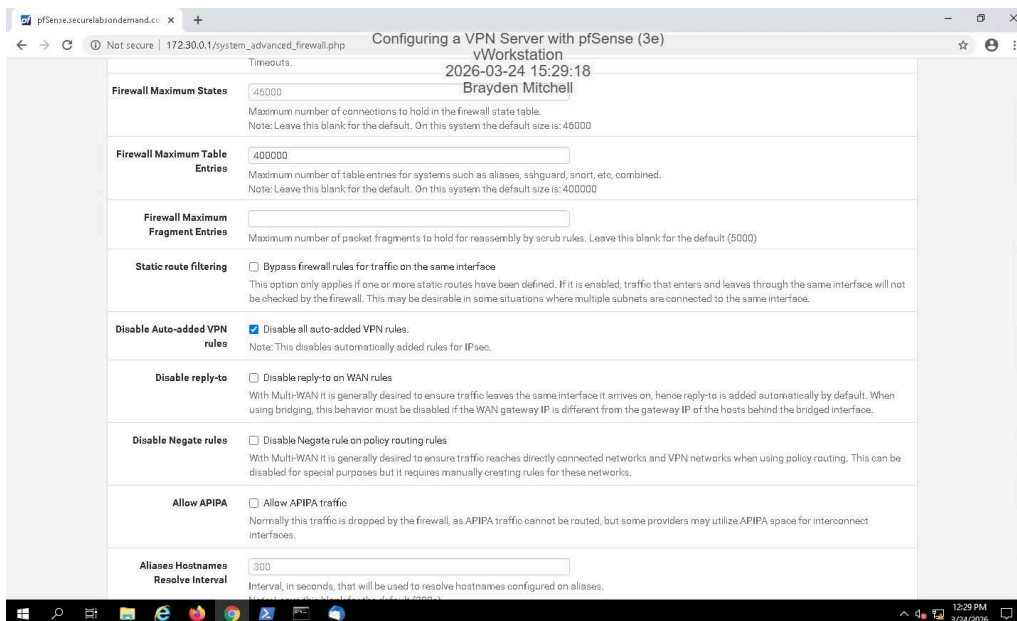 pfSense.securelabsondemand.co
Not secure | 172.30.0.1/system_advanced_firewall.php
Configuring a VPN Server with pfSense (3e)
vWorkstation
2026-03-24 15:29:18
Brayden Mitchell
Timeouts.
Firewall Maximum States
46000
Maximum number of connections to hold in the firewall state table.
Note: Leave this blank for the default. On this system the default size is: 46000
Firewall Maximum Table
Entries
400000
Maximum number of table entries for systems such as aliases, sshguard, snort, etc, combined.
Note: Leave this blank for the default. On this system the default size is: 400000
Firewall Maximum
Fragment Entries
Maximum number of packet fragments to hold for reassembly by scrub rules. Leave this blank for the default (5000)
Static route filtering
Bypass firewall rules for traffic on the same interface
This option only applies if one or more static routes have been defined. If it is enabled, traffic that enters and leaves through the same interface will not
be checked by the firewall. This may be desirable in some situations where multiple subnets are connected to the same interface.
Disable Auto-added VPN
rules
Disable all auto-added VPN rules.
Note: This disables automatically added rules for IPsec.
Disable reply-to
Disable reply-to on WAN rules
With Multi-WAN it is generally desired to ensure traffic leaves the same interface it arrives on, hence reply-to is added automatically by default. When
using bridging, this behavior must be disabled if the WAN gateway IP is different from the gateway IP of the hosts behind the bridged interface.
Disable Negate rules
Disable Negate rule on policy routing rules
With Multi-WAN it is generally desired to ensure traffic reaches directly connected networks and VPN networks when using policy routing. This can be
disabled for special purposes but it requires manually creating rules for these networks.
Allow APIPA
Allow APIPA traffic
Normally this traffic is dropped by the firewall, as APIPA traffic cannot be routed, but some providers may utilize APIPA space for interconnect
interfaces.
Aliases Hostnames
Resolve Interval
300
Interval, in seconds, that will be used to resolve hostnames configured on aliases.
Note: Leave this blank for the default (300s)
12:29 PM
3/24/2026